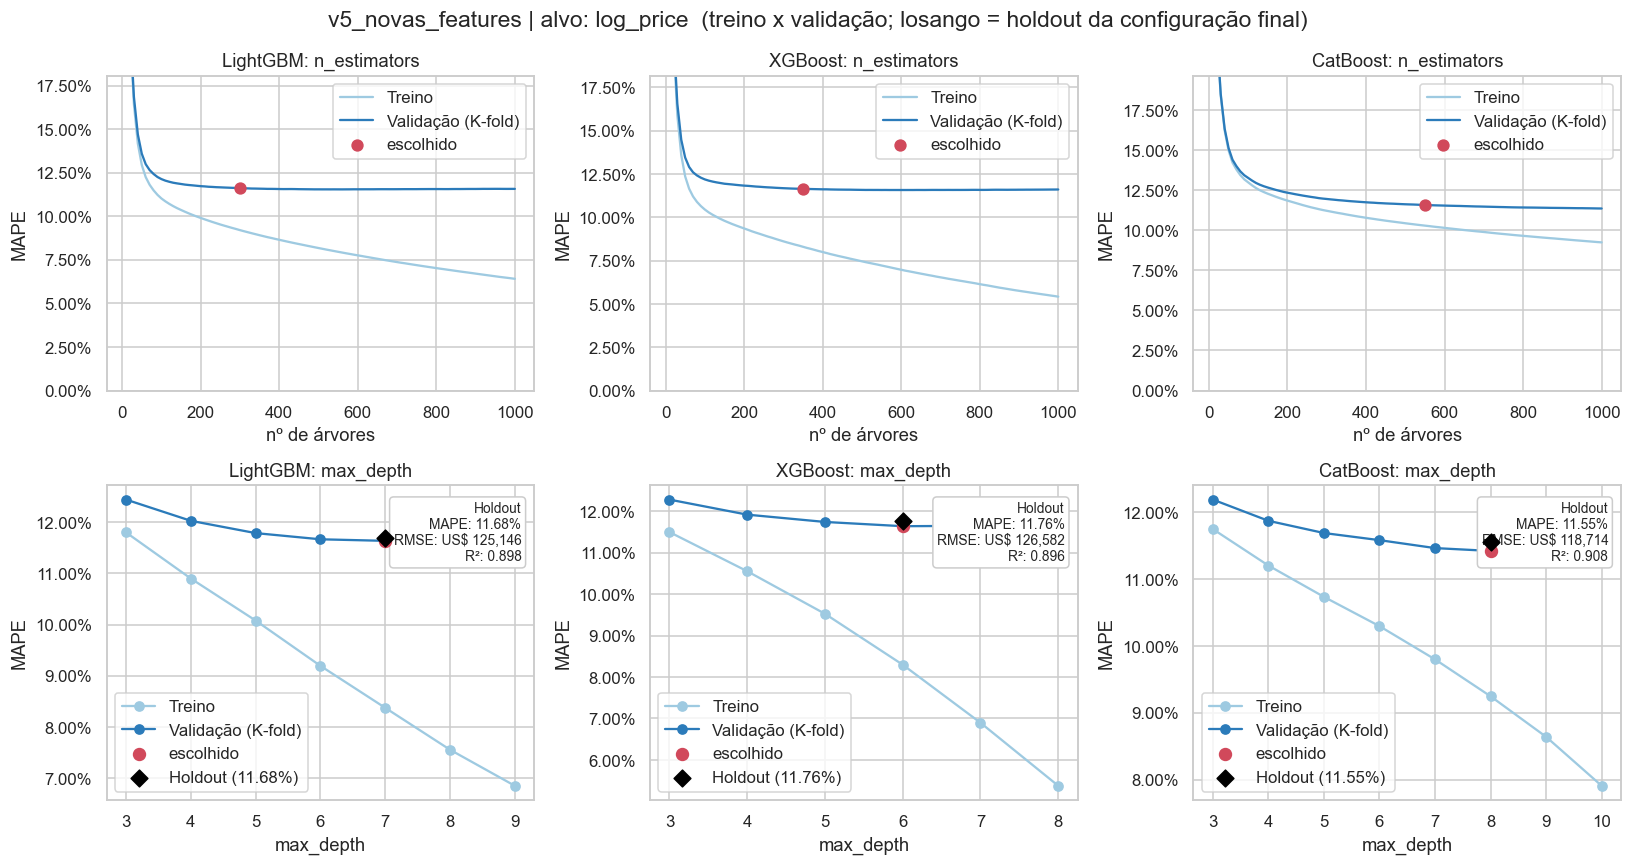 v5_novas_features | alvo: log_price  (treino x validação; losango = holdout da configuração final)
LightGBM: n_estimators
17.50%
15.00%
12.50%
10.00%
7.50%
5.00%
2.50%
0.00%
MAPE
Treino
Validação (K-fold)
escolhido
0 200 400 600 800 1000
nº de árvores
XGBoost: n_estimators
17.50%
15.00%
12.50%
10.00%
7.50%
5.00%
2.50%
0.00%
MAPE
Treino
Validação (K-fold)
escolhido
0 200 400 600 800 1000
nº de árvores
CatBoost: n_estimators
17.50%
15.00%
12.50%
10.00%
7.50%
5.00%
2.50%
0.00%
MAPE
Treino
Validação (K-fold)
escolhido
0 200 400 600 800 1000
nº de árvores
LightGBM: max_depth
12.00%
11.00%
10.00%
9.00%
8.00%
7.00%
MAPE
Holdout
MAPE: 11.68%
RMSE: US$ 125,146
R²: 0.898
Treino
Validação (K-fold)
escolhido
Holdout (11.68%)
3 4 5 6 7 8 9
max_depth
XGBoost: max_depth
12.00%
11.00%
10.00%
9.00%
8.00%
7.00%
6.00%
MAPE
Holdout
MAPE: 11.76%
RMSE: US$ 126,582
R²: 0.896
Treino
Validação (K-fold)
escolhido
Holdout (11.76%)
3 4 5 6 7 8
max_depth
CatBoost: max_depth
12.00%
11.00%
10.00%
9.00%
8.00%
MAPE
Holdout
MAPE: 11.55%
RMSE: US$ 118,714
R²: 0.908
Treino
Validação (K-fold)
escolhido
Holdout (11.55%)
3 4 5 6 7 8 9 10
max_depth